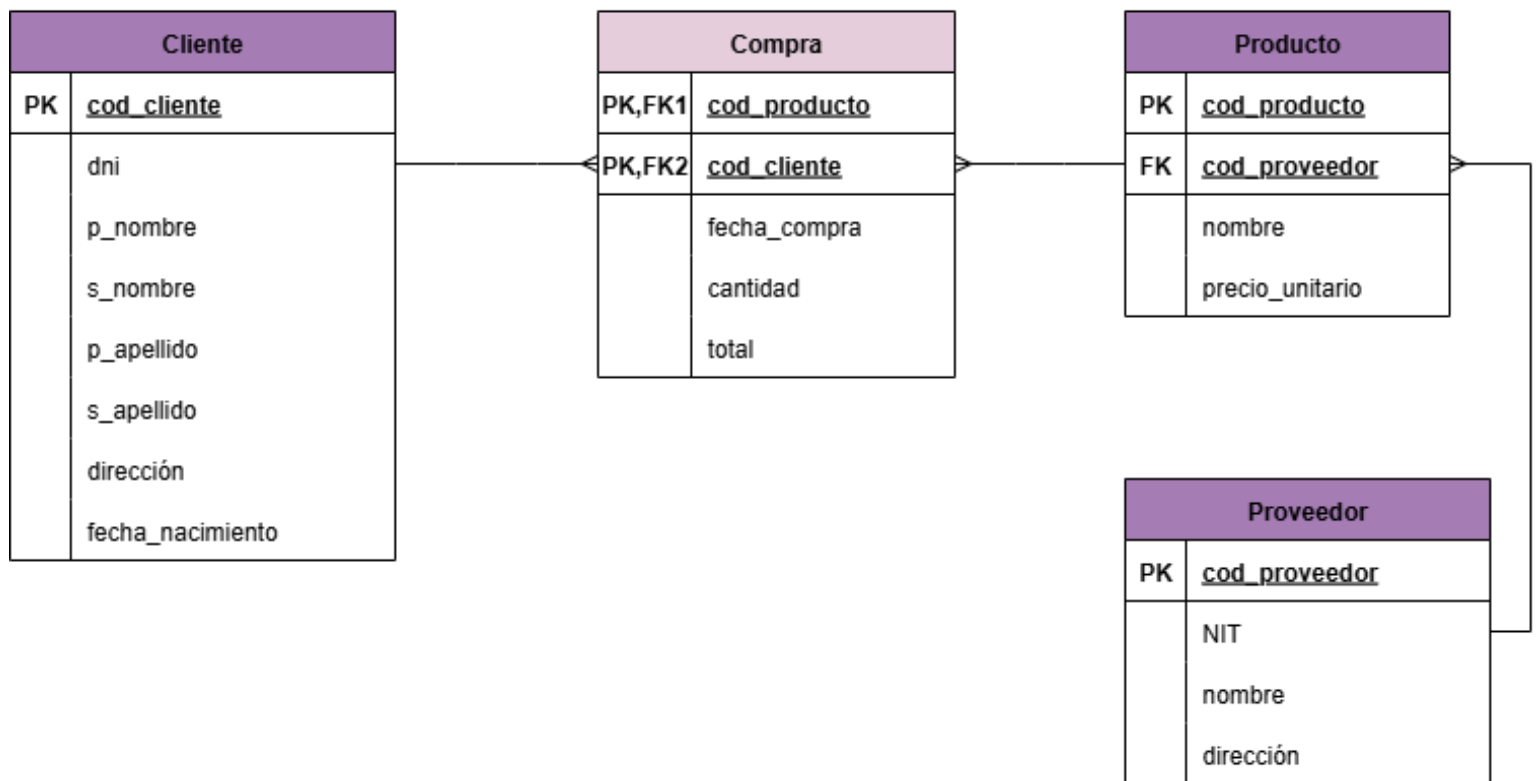 Cliente
PK cod_cliente
dni
p_nombre
s_nombre
p_apellido
s_apellido
dirección
fecha_nacimiento
Compra
PK,FK1 cod_producto
PK,FK2 cod_cliente
fecha_compra
cantidad
total
Producto
PK cod_producto
FK cod_proveedor
nombre
precio_unitario
Proveedor
PK cod_proveedor
NIT
nombre
dirección